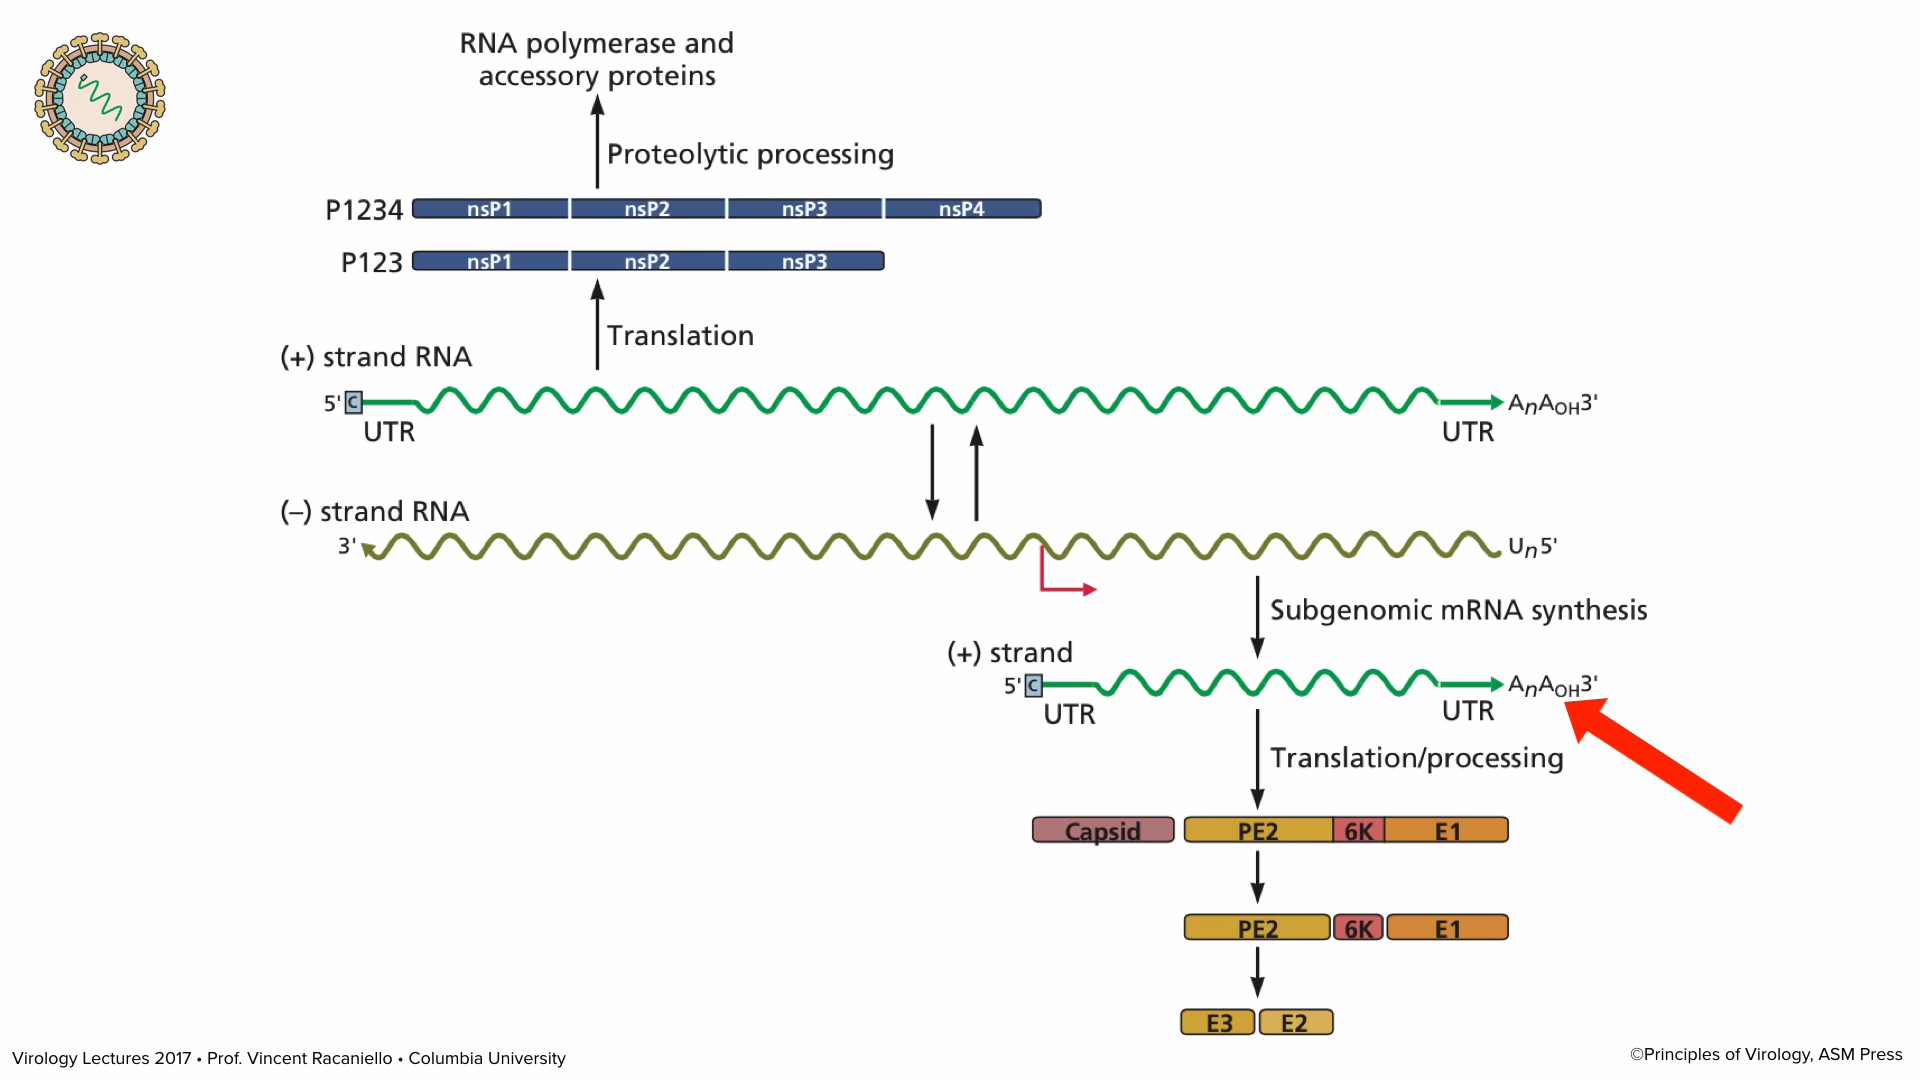 RNA polymerase and
accessory proteins
Proteolytic processing
P1234 nsP1 nsP2 nsP3 nsP4
P123 nsP1 nsP2 nsP3
Translation
(+) strand RNA
5' C AnAOH3'
UTR UTR
(–) strand RNA
3' Un5'
Subgenomic mRNA synthesis
(+) strand
5' C AnAOH3'
UTR UTR
Translation/processing
Capsid PE2 6K E1
PE2 6K E1
E3 E2
Virology Lectures 2017 • Prof. Vincent Racaniello • Columbia University
©Principles of Virology, ASM Press